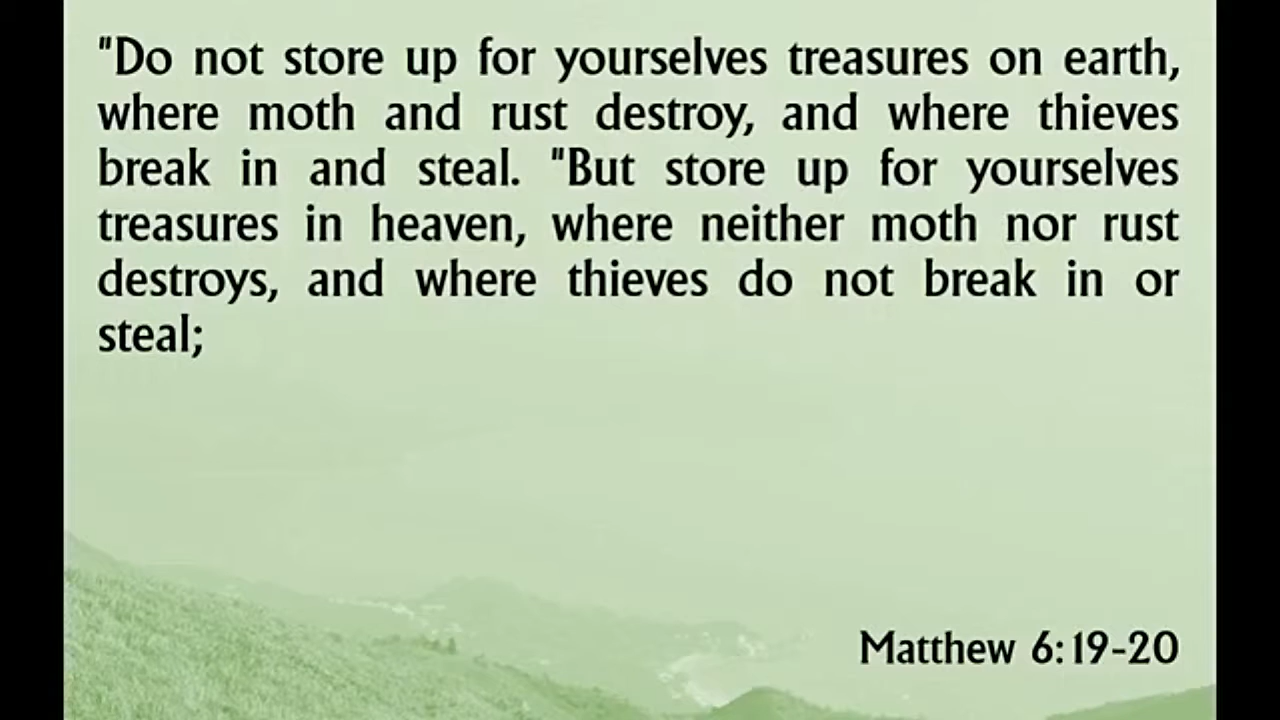 "Do not store up for yourselves treasures on earth,
where moth and rust destroy, and where thieves
break in and steal. "But store up for yourselves
treasures in heaven, where neither moth nor rust
destroys, and where thieves do not break in or
steal;
Matthew 6:19-20